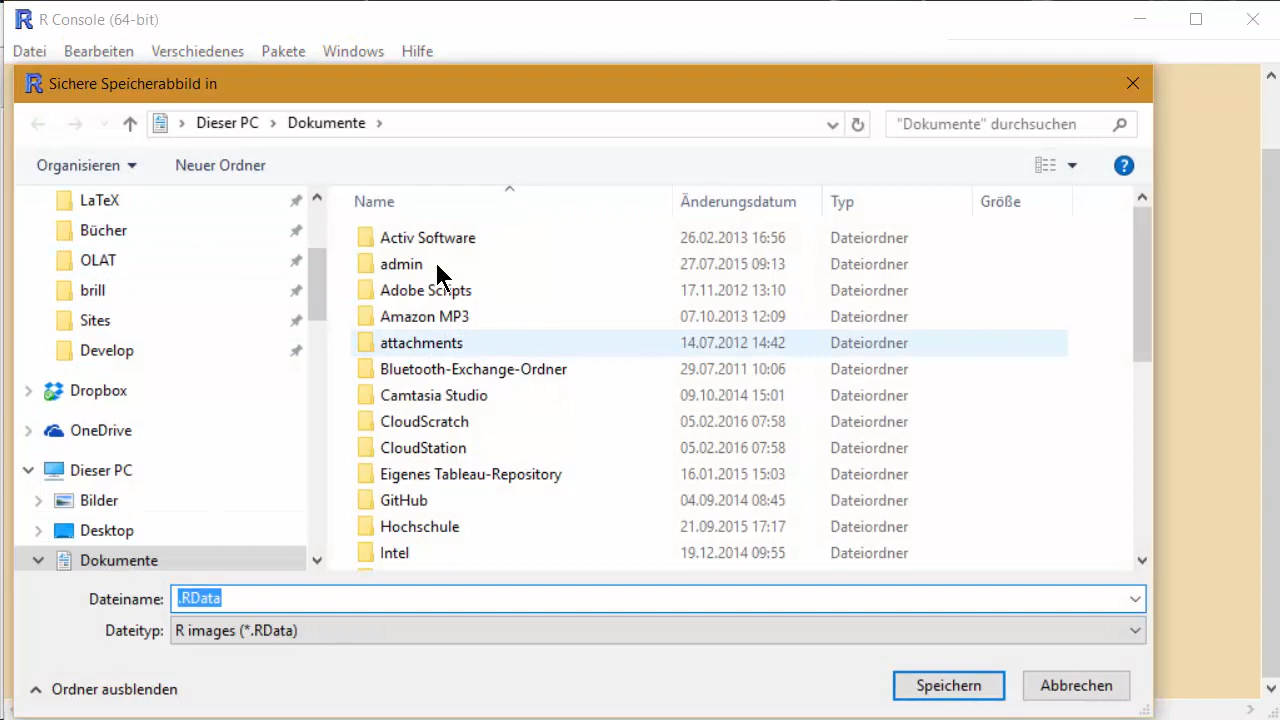 R Console (64-bit)
Datei Bearbeiten Verschiedenes Pakete Windows Hilfe
Sichere Speicherabbild in
Dieser PC Dokumente "Dokumente" durchsuchen
Organisieren Neuer Ordner
LaTeX
Bücher
OLAT
brill
Sites
Develop
Dropbox
OneDrive
Dieser PC
Bilder
Desktop
Dokumente
Name Änderungsdatum Typ Größe
Activ Software 26.02.2013 16:56 Dateiordner
admin 27.07.2015 09:13 Dateiordner
Adobe Scripts 17.11.2012 13:10 Dateiordner
Amazon MP3 07.10.2013 12:09 Dateiordner
attachments 14.07.2012 14:42 Dateiordner
Bluetooth-Exchange-Ordner 29.07.2011 10:06 Dateiordner
Camtasia Studio 09.10.2014 15:01 Dateiordner
CloudScratch 05.02.2016 07:58 Dateiordner
CloudStation 05.02.2016 07:58 Dateiordner
Eigenes Tableau-Repository 16.01.2015 15:03 Dateiordner
GitHub 04.09.2014 08:45 Dateiordner
Hochschule 21.09.2015 17:17 Dateiordner
Intel 19.12.2014 09:55 Dateiordner
Dateiname: .RData
Dateityp: R images (*.RData)
Ordner ausblenden Speichern Abbrechen